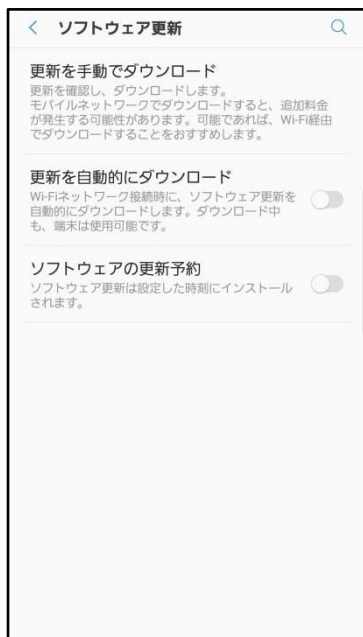 ソフトウェア更新
更新を手動でダウンロード
更新を確認し、ダウンロードします。
モバイルネットワークでダウンロードすると、追加料金
が発生する可能性があります。可能であれば、Wi-Fi経由
でダウンロードすることをおすすめします。
更新を自動的にダウンロード
Wi-Fiネットワーク接続時に、ソフトウェア更新を
自動的にダウンロードします。ダウンロード中
も、端末は使用可能です。
ソフトウェアの更新予約
ソフトウェア更新は設定した時刻にインストール
されます。